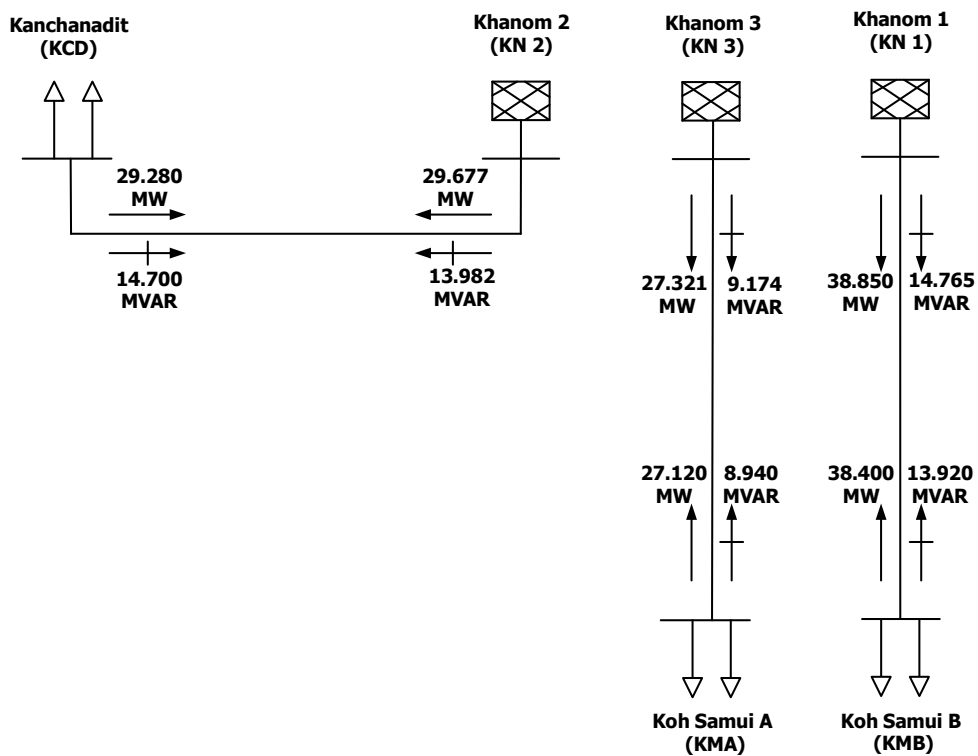 Kanchanadit
(KCD)
Khanom 2
(KN 2)
Khanom 3
(KN 3)
Khanom 1
(KN 1)
29.280
MW
29.677
MW
14.700
MVAR
13.982
MVAR
27.321
MW
9.174
MVAR
38.850
MW
14.765
MVAR
27.120
MW
8.940
MVAR
38.400
MW
13.920
MVAR
Koh Samui A
(KMA)
Koh Samui B
(KMB)